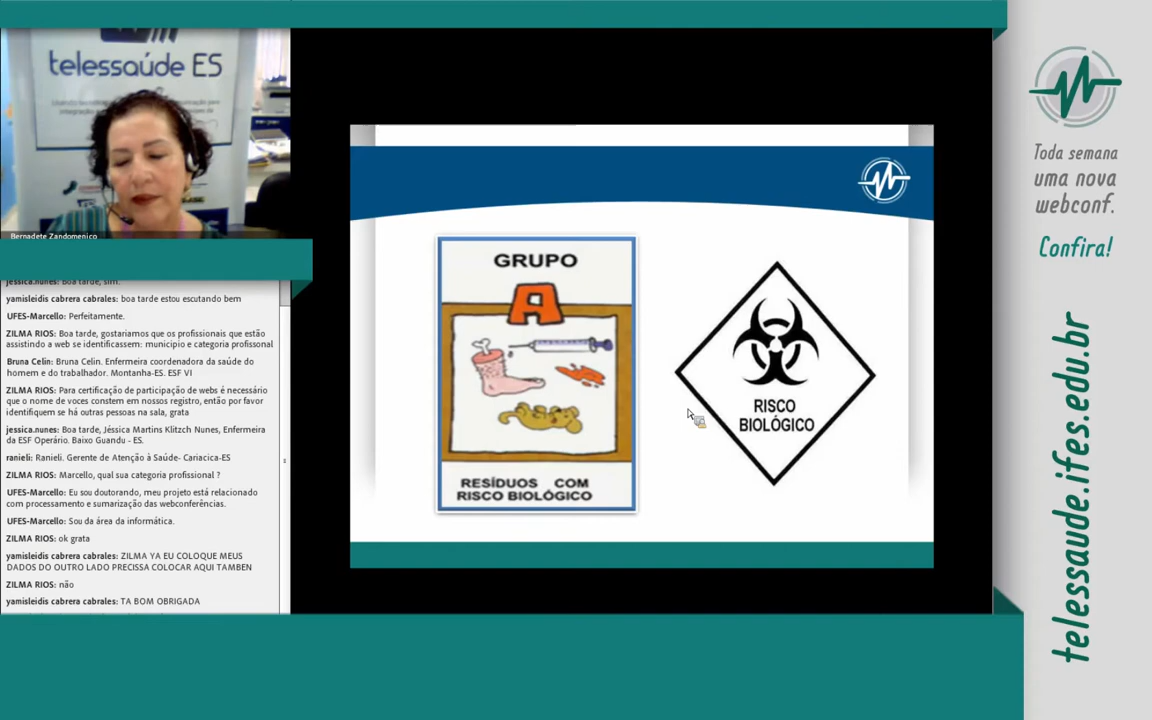 telessaúde ES
Bernadete Zandomenico
jessica.nunes: Boa tarde, sim.
yamisleidis cabrera cabrales: boa tarde estou escutando bem
UFES-Marcello: Perfeitamente.
ZILMA RIOS: Boa tarde, gostariamos que os profissionais que estão
assistindo a web se identificassem: municipio e categoria profissonal
Bruna Celin: Bruna Celin. Enfermeira coordenadora da saúde do
homem e do trabalhador. Montanha-ES. ESF VI
ZILMA RIOS: Para certificação de participação de webs é necessário
que o nome de voces constem em nossos registro, então por favor
identifiquem se há outras pessoas na sala, grata
jessica.nunes: Boa tarde, Jéssica Martins Klitzch Nunes, Enfermeira
da ESF Operário. Baixo Guandu - ES.
ranieli: Ranieli. Gerente de Atenção à Saúde- Cariacica-ES
ZILMA RIOS: Marcello, qual sua categoria profissional ?
UFES-Marcello: Eu sou doutorando, meu projeto está relacionado
com processamento e sumarização das webconferências.
UFES-Marcello: Sou da área da informática.
ZILMA RIOS: ok grata
yamisleidis cabrera cabrales: ZILMA YA EU COLOQUE MEUS
DADOS DO OUTRO LADO PRECISSA COLOCAR AQUI TAMBEN
ZILMA RIOS: não
yamisleidis cabrera cabrales: TA BOM OBRIGADA
GRUPO
A
RESÍDUOS COM
RISCO BIOLÓGICO
RISCO
BIOLÓGICO
Toda semana
uma nova
webconf.
Confira!
telessaude.ifes.edu.br